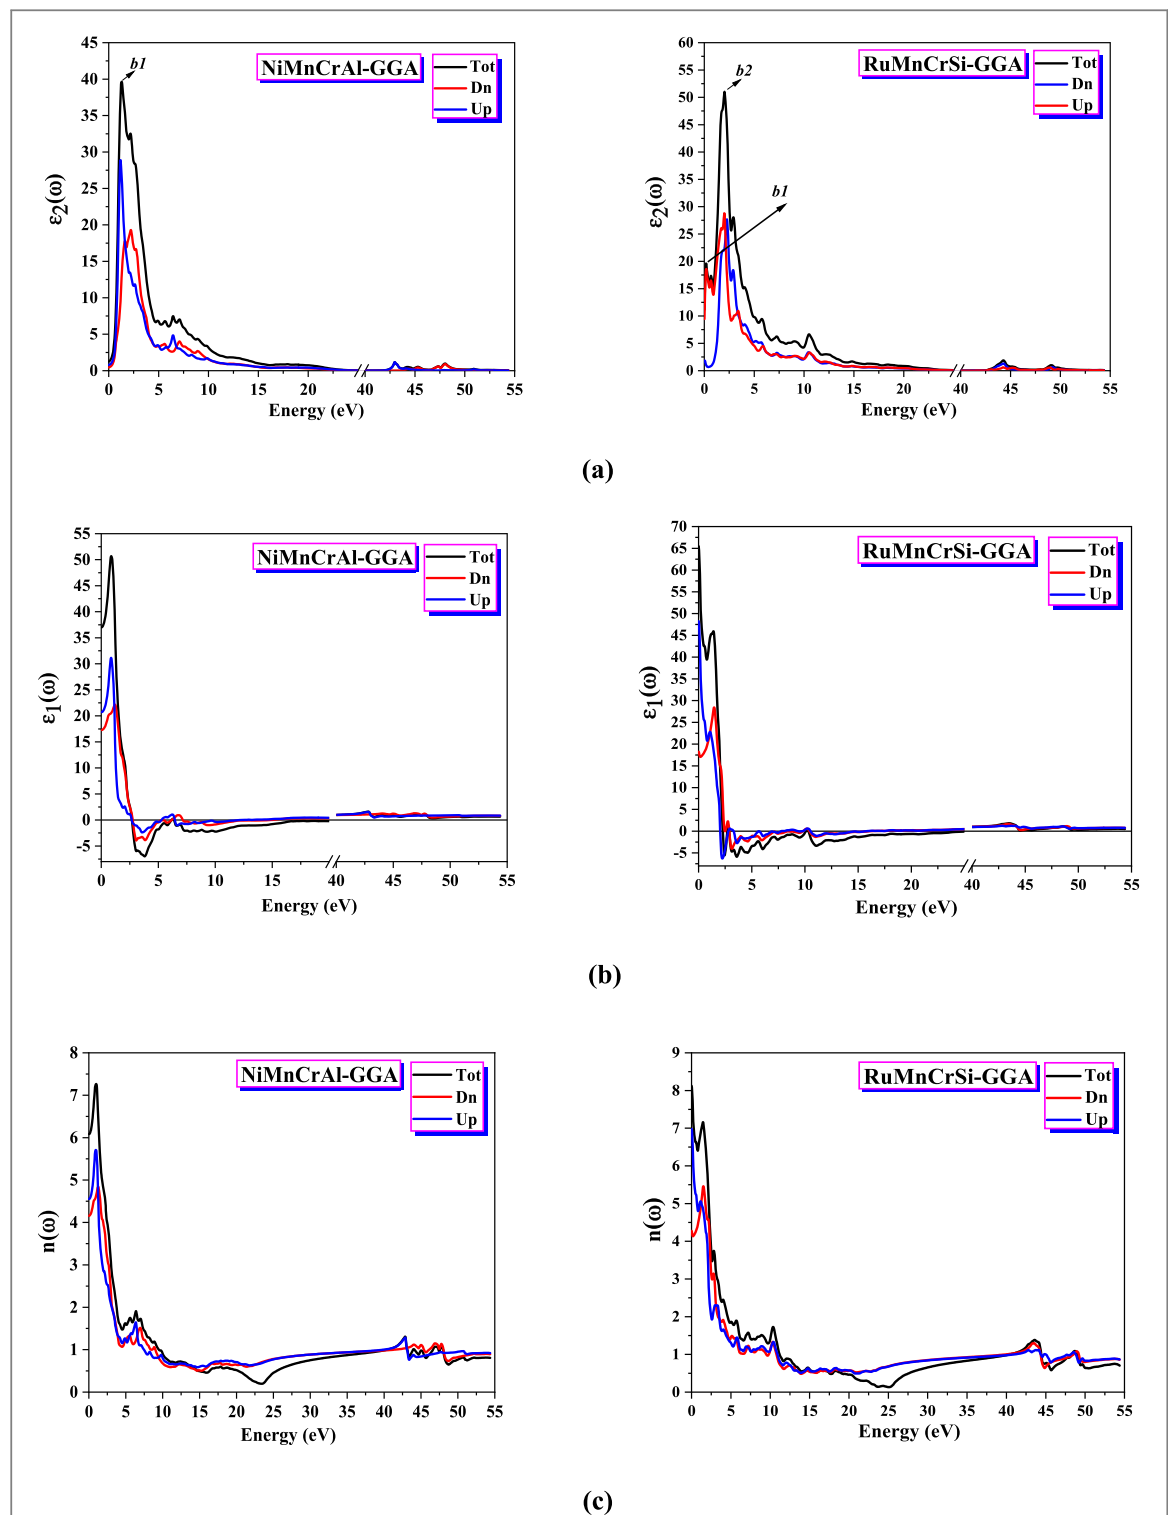 b1
NiMnCrAl-GGA
Tot
Dn
Up
45
40
35
30
25
20
15
10
5
0
ε2(ω)
0 5 10 15 20 40 45 50 55
Energy (eV)
b2
b1
RuMnCrSi-GGA
Tot
Dn
Up
60
55
50
45
40
35
30
25
20
15
10
5
0
ε2(ω)
0 5 10 15 20 40 45 50 55
Energy (eV)
(a)
NiMnCrAl-GGA
Tot
Dn
Up
55
50
45
40
35
30
25
20
15
10
5
0
-5
ε1(ω)
0 5 10 15 40 45 50 55
Energy (eV)
RuMnCrSi-GGA
Tot
Dn
Up
70
65
60
55
50
45
40
35
30
25
20
15
10
5
0
-5
ε1(ω)
0 5 10 15 20 40 45 50 55
Energy (eV)
(b)
NiMnCrAl-GGA
Tot
Dn
Up
8
7
6
5
4
3
2
1
0
n(ω)
0 5 10 15 20 25 30 35 40 45 50 55
Energy (eV)
RuMnCrSi-GGA
Tot
Dn
Up
9
8
7
6
5
4
3
2
1
0
n(ω)
0 5 10 15 20 25 30 35 40 45 50 55
Energy (eV)
(c)